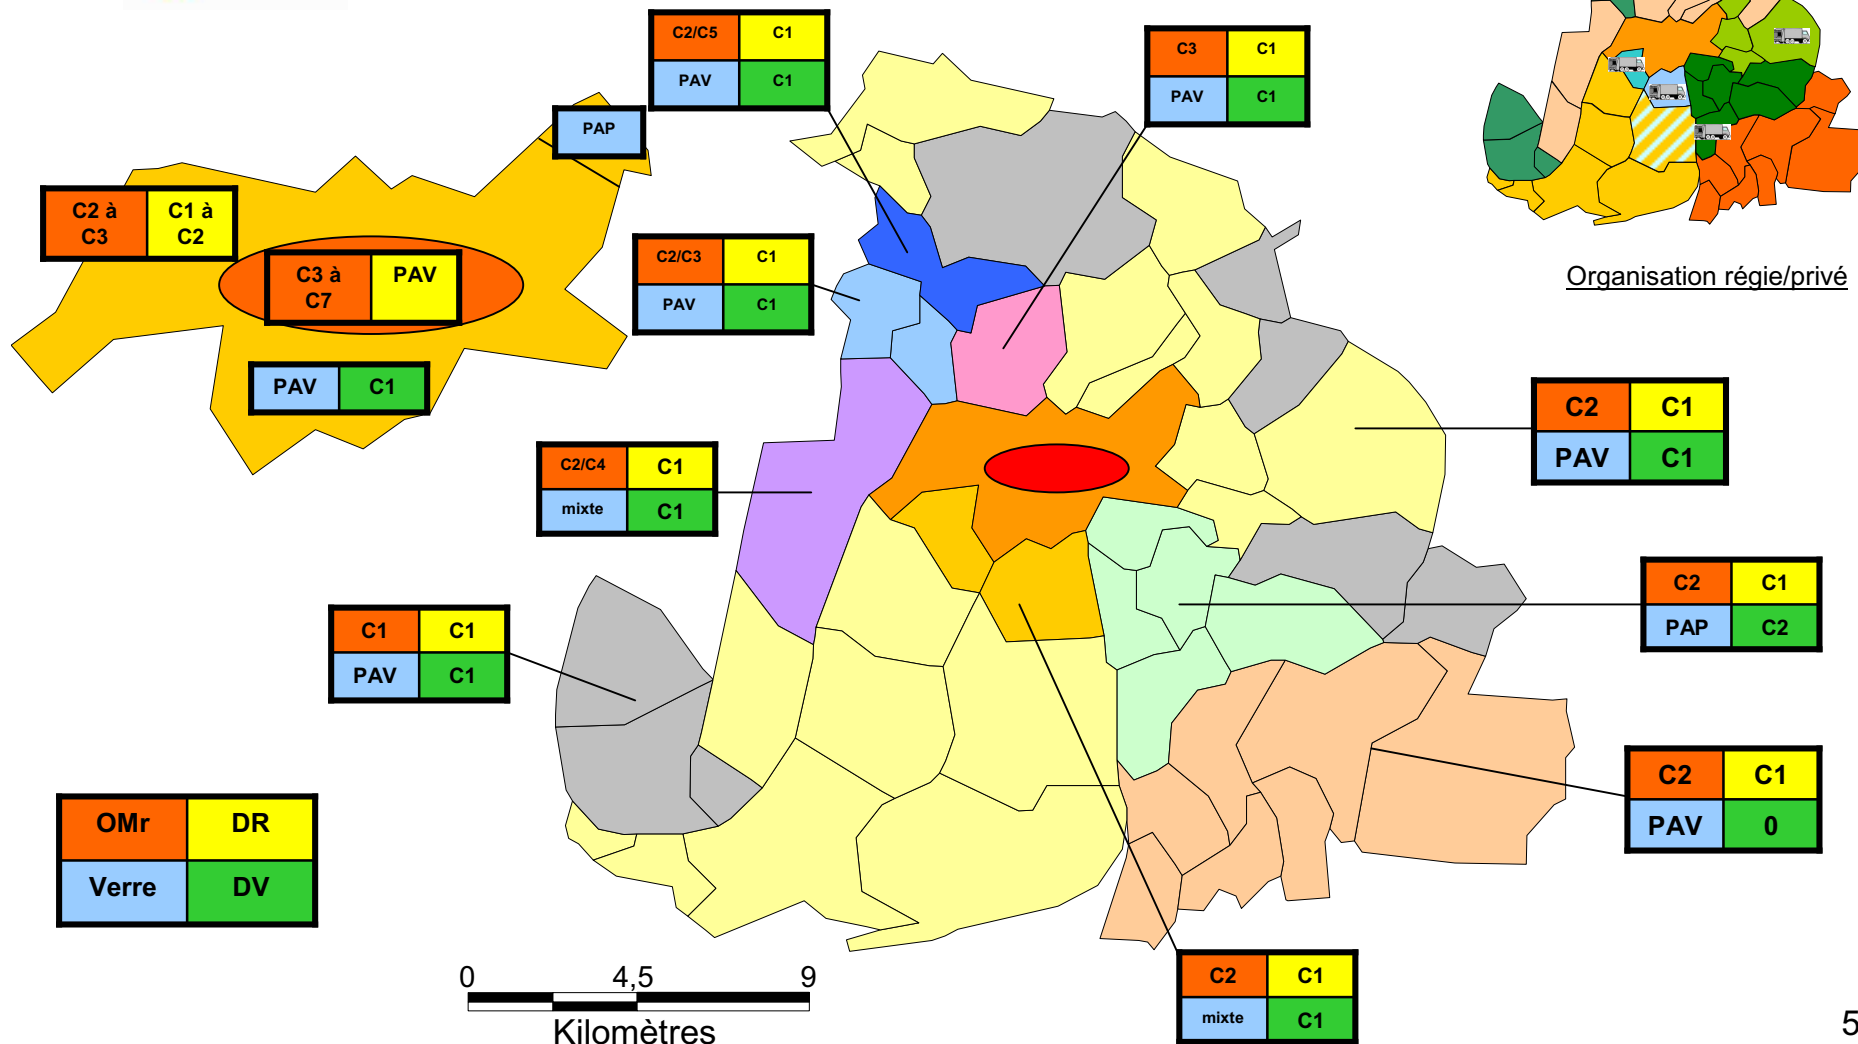 C2/C5 C1
PAV C1
C3 C1
PAV C1
PAP
C2 à C1 à
C3 C2
C3 à PAV
C7
PAV C1
C2/C3 C1
PAV C1
Organisation régie/privé
C2 C1
PAV C1
C2/C4 C1
mixte C1
C2 C1
PAP C2
C1 C1
PAV C1
C2 C1
PAV 0
OMr DR
Verre DV
C2 C1
mixte C1
0 4,5 9
Kilomètres
5